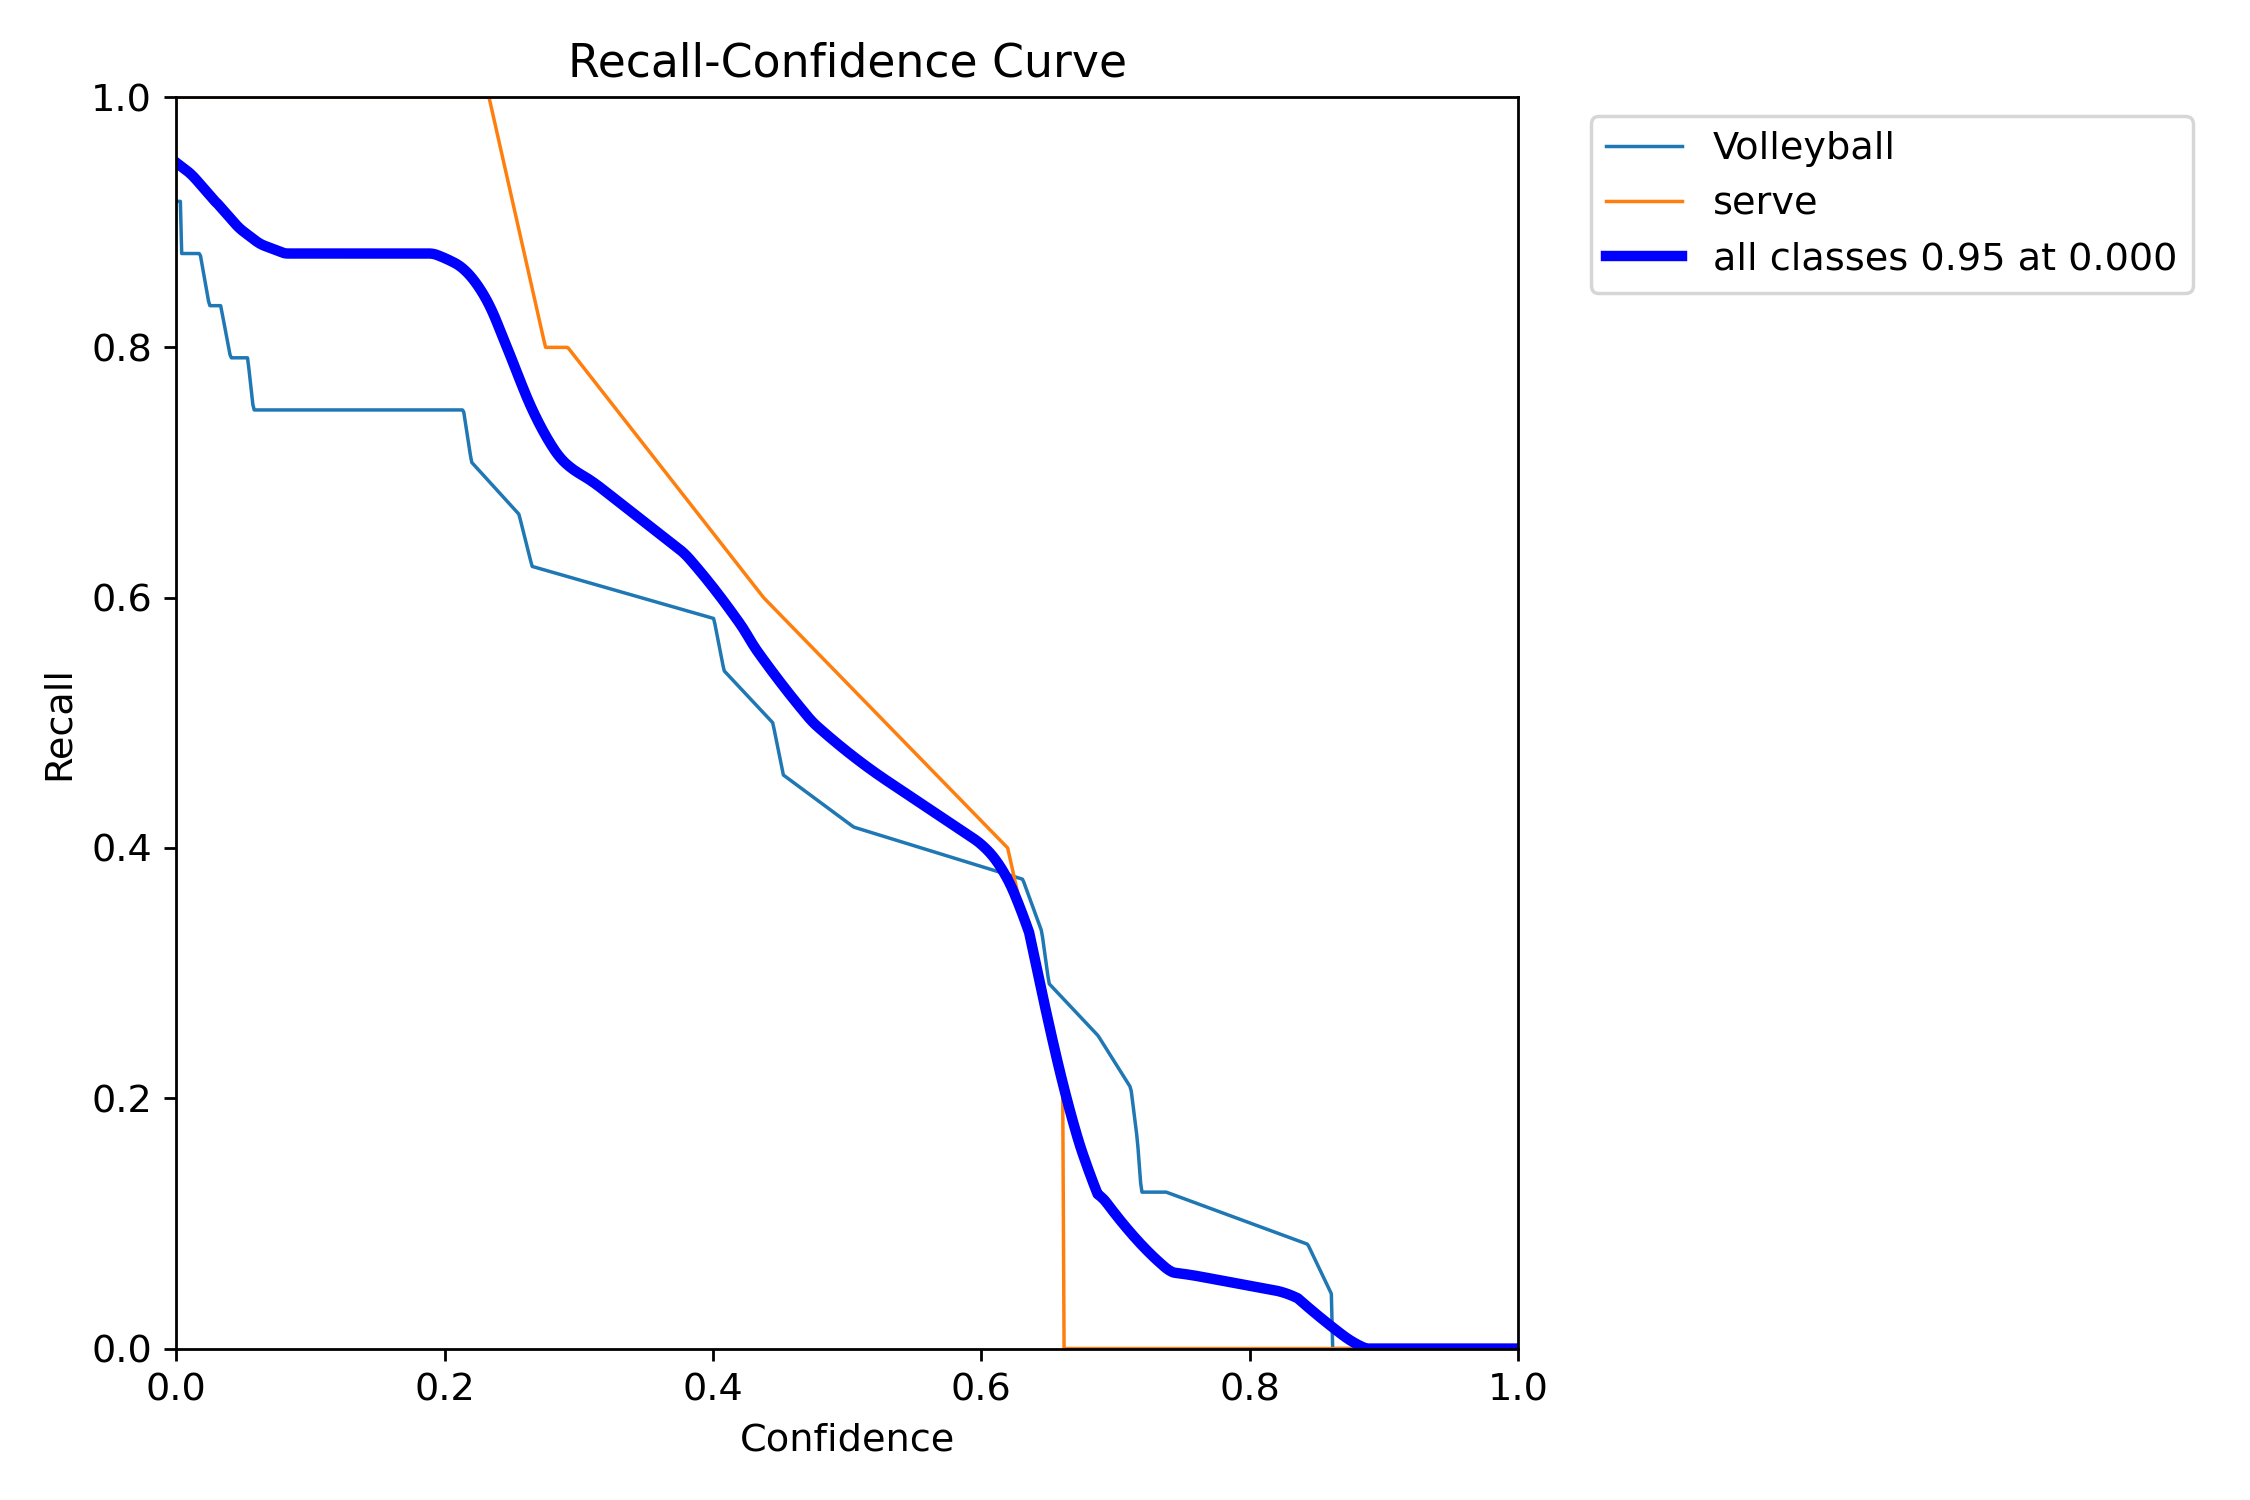 Recall-Confidence Curve
1.0
0.8
0.6
0.4
0.2
0.0
Recall
0.0 0.2 0.4 0.6 0.8 1.0
Confidence
Volleyball
serve
all classes 0.95 at 0.000